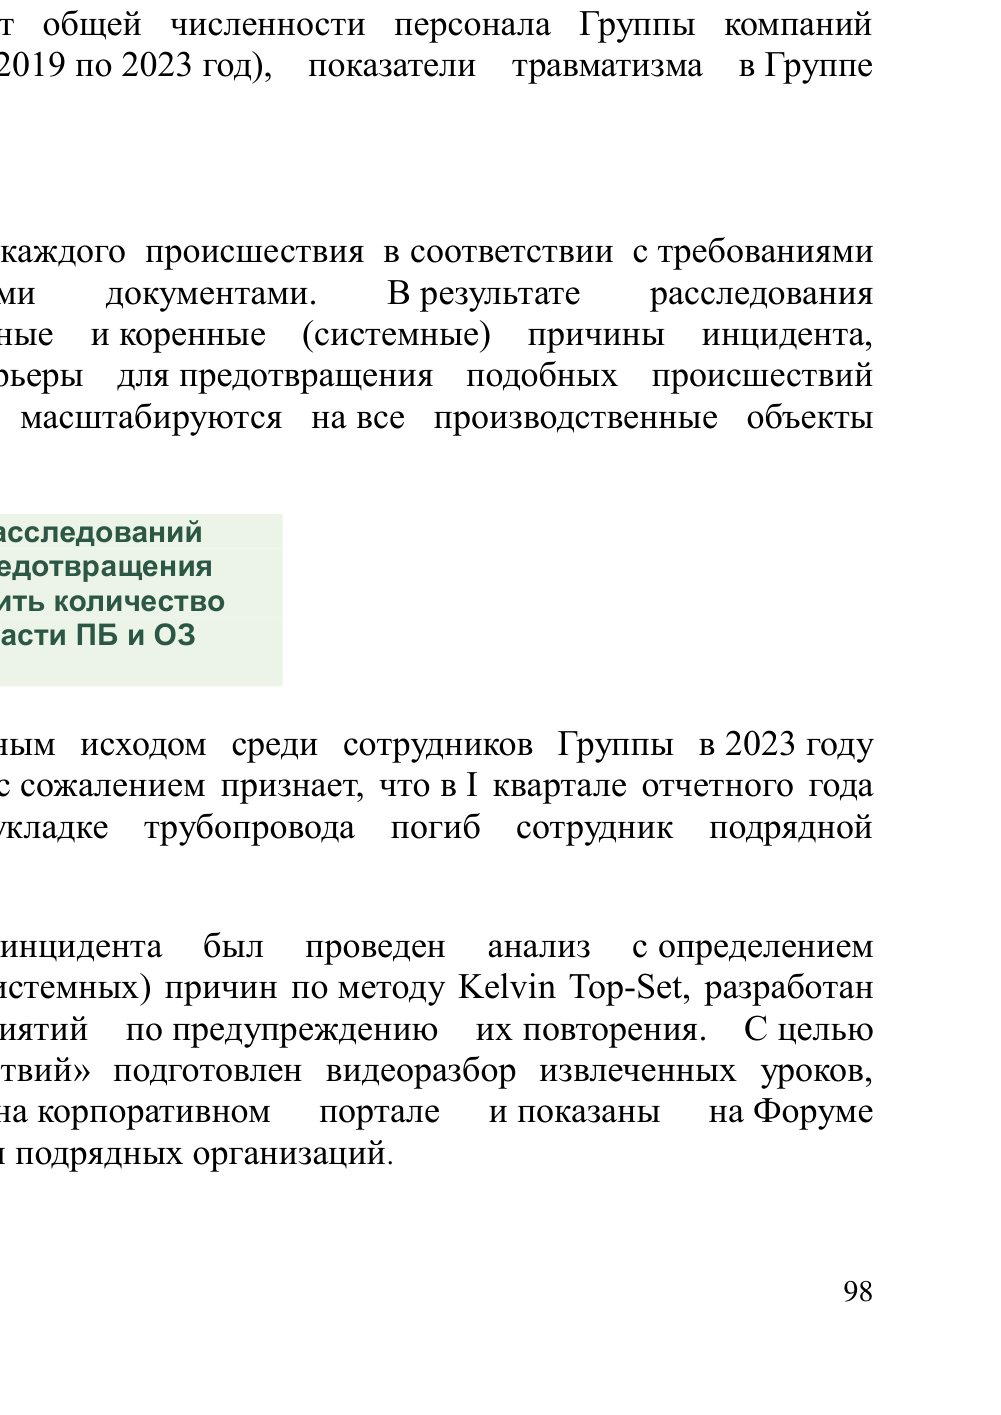 т общей численности персонала Группы компаний
2019 по 2023 год), показатели травматизма в Группе
каждого происшествия в соответствии с требованиями
ми документами. В результате расследования
ные и коренные (системные) причины инцидента,
рьеры для предотвращения подобных происшествий
масштабируются на все производственные объекты
асследований
едотвращения
ить количество
асти ПБ и ОЗ
ным исходом среди сотрудников Группы в 2023 году
с сожалением признает, что в I квартале отчетного года
укладке трубопровода погиб сотрудник подрядной
инцидента был проведен анализ с определением
истемных) причин по методу Kelvin Top-Set, разработан
иятий по предупреждению их повторения. С целью
твий» подготовлен видеоразбор извлеченных уроков,
на корпоративном портале и показаны на Форуме
подрядных организаций.
98